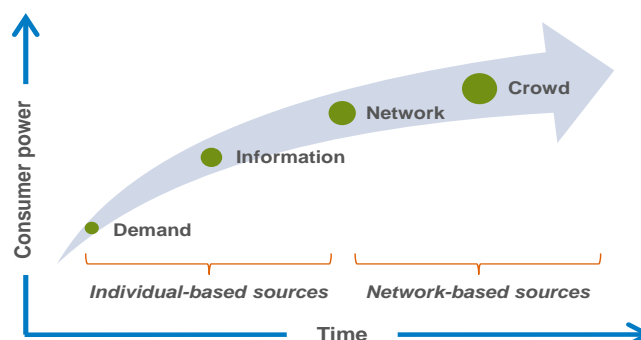 Consumer power
Crowd
Network
Information
Demand
Individual-based sources
Network-based sources
Time